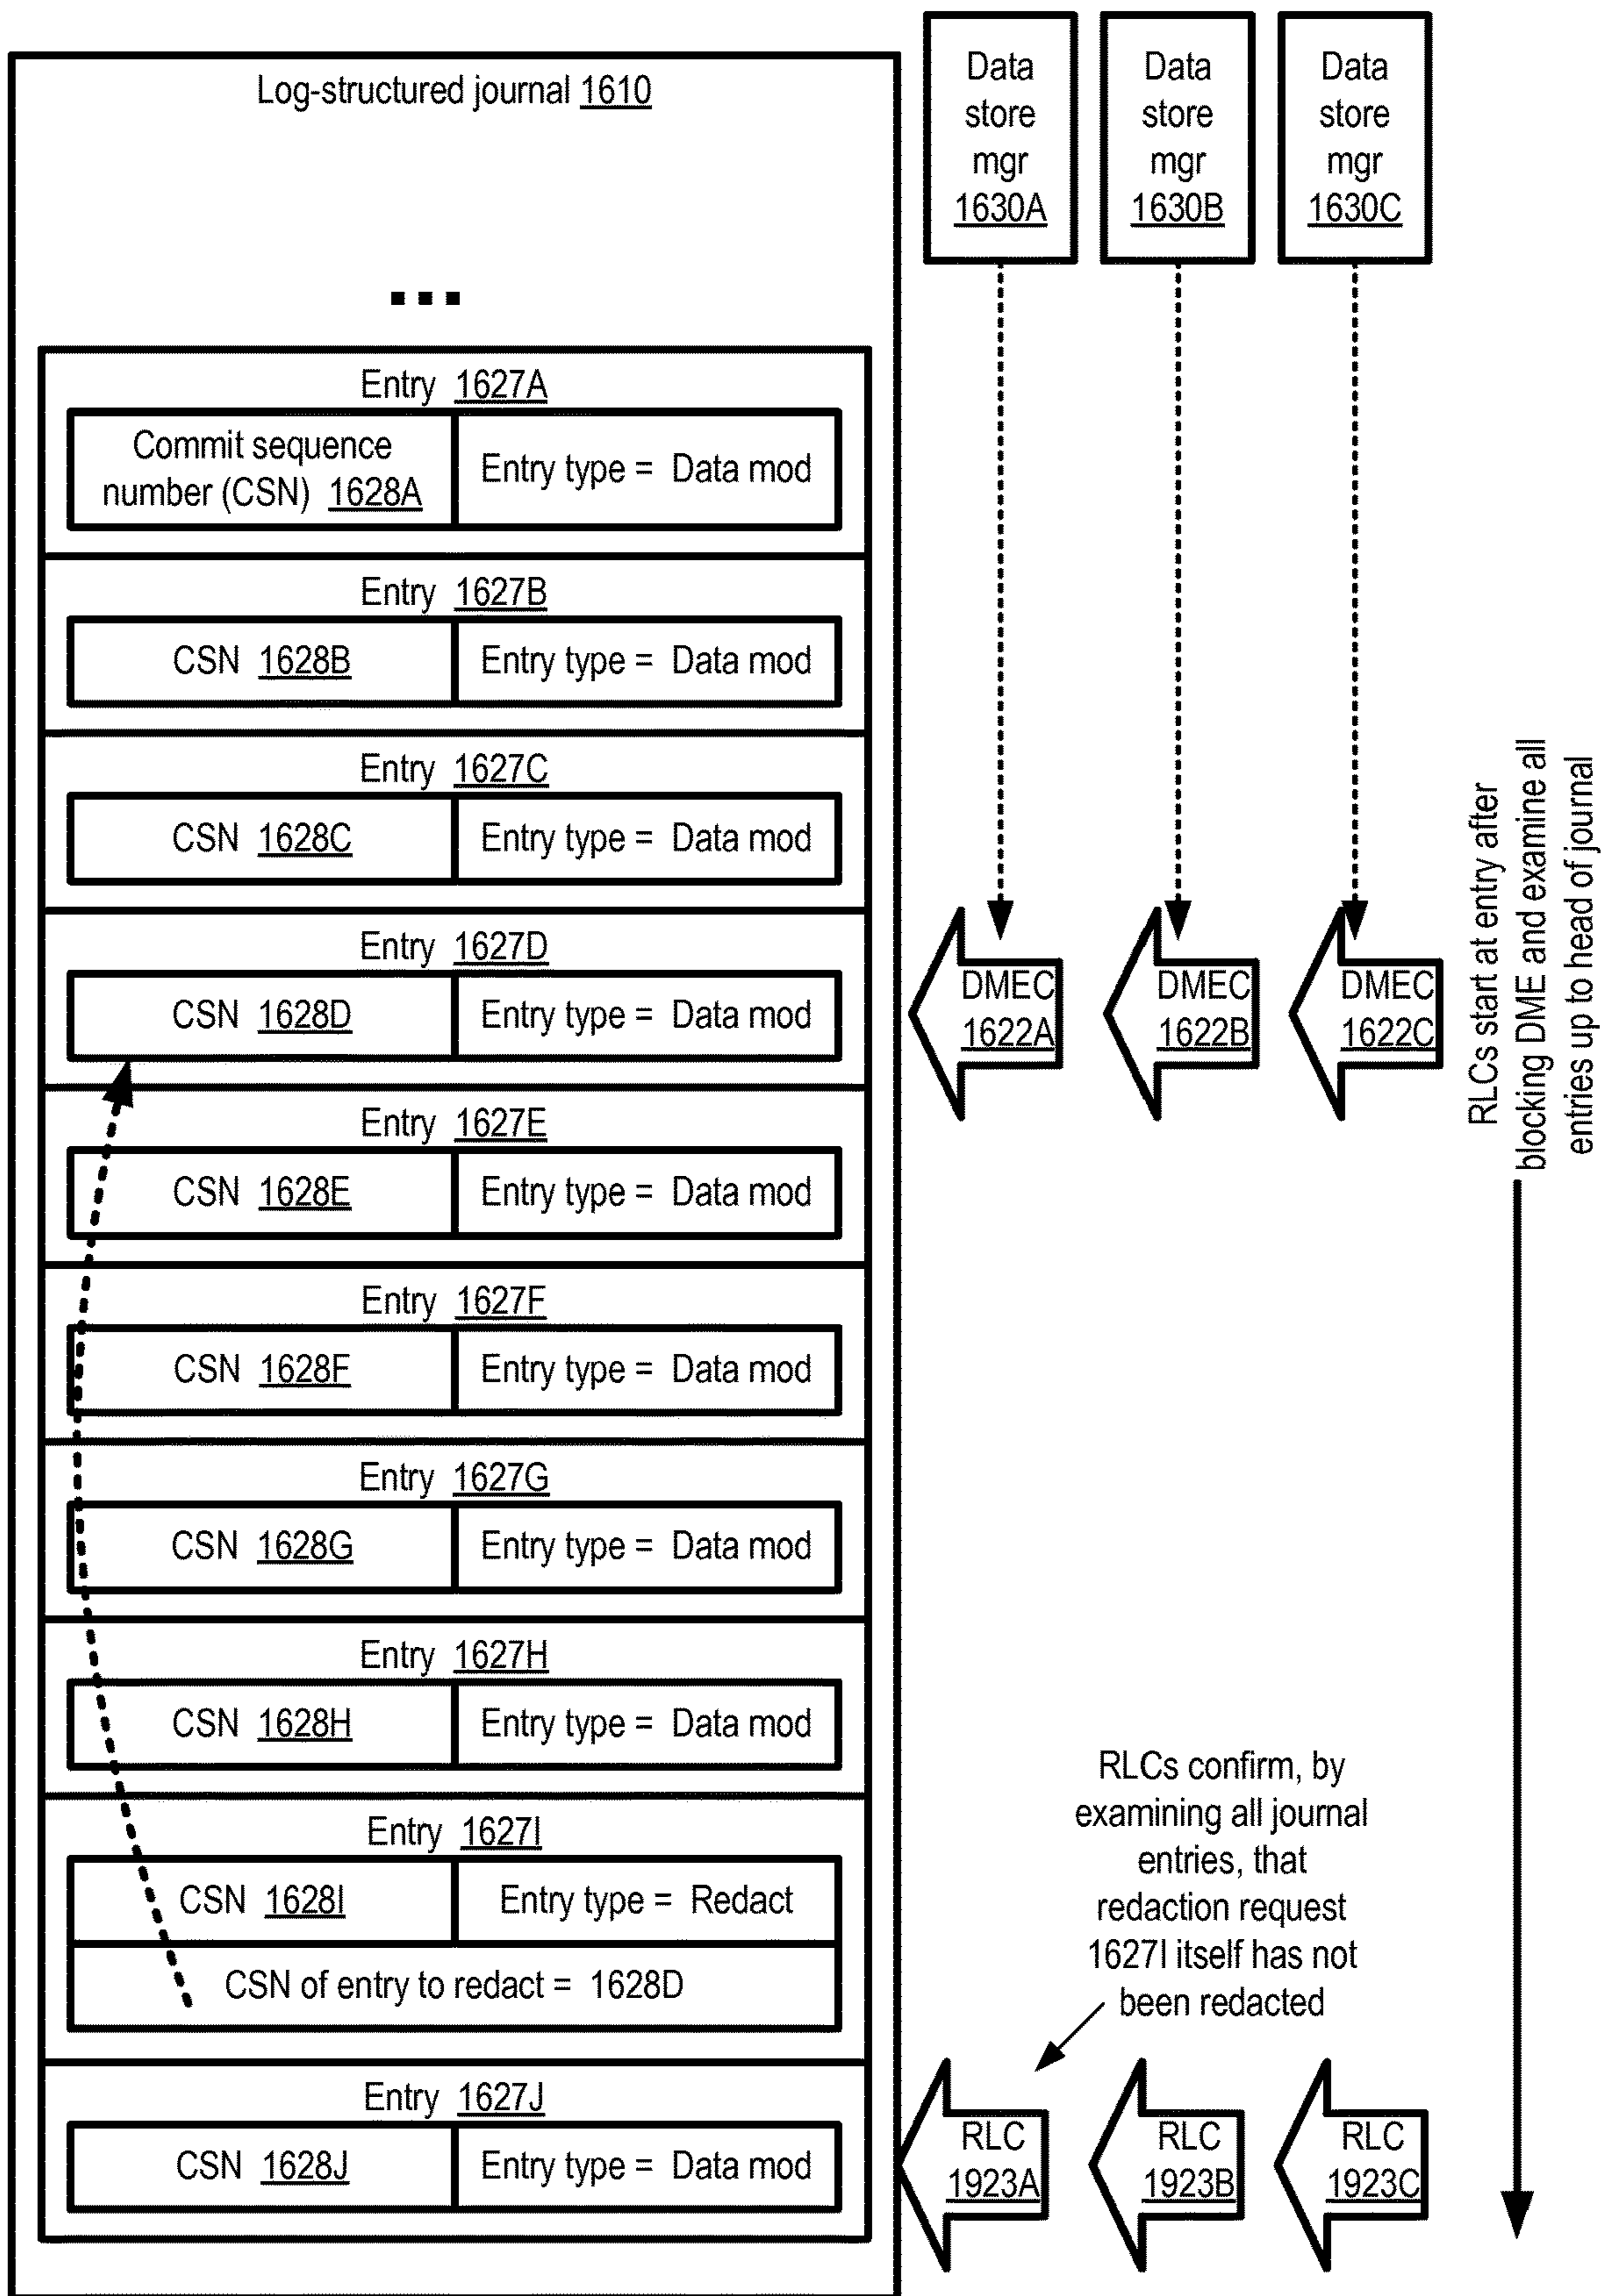 Log-structured journal 1610
...
Entry 1627A
Commit sequence
number (CSN) 1628A
Entry type = Data mod
Entry 1627B
CSN 1628B
Entry type = Data mod
Entry 1627C
CSN 1628C
Entry type = Data mod
Entry 1627D
CSN 1628D
Entry type = Data mod
Entry 1627E
CSN 1628E
Entry type = Data mod
Entry 1627F
CSN 1628F
Entry type = Data mod
Entry 1627G
CSN 1628G
Entry type = Data mod
Entry 1627H
CSN 1628H
Entry type = Data mod
Entry 1627I
CSN 1628I
Entry type = Redact
CSN of entry to redact = 1628D
Entry 1627J
CSN 1628J
Entry type = Data mod
Data
store
mgr
1630A
Data
store
mgr
1630B
Data
store
mgr
1630C
DMEC
1622A
DMEC
1622B
DMEC
1622C
RLCs start at entry after
blocking DME and examine all
entries up to head of journal
RLCs confirm, by
examining all journal
entries, that
redaction request
1627I itself has not
been redacted
RLC
1923A
RLC
1923B
RLC
1923C